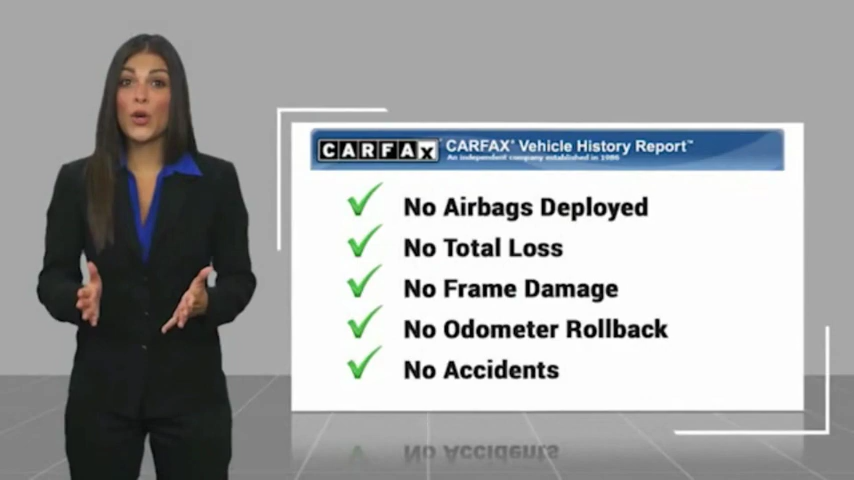 CARFAX CARFAX® Vehicle History Report™
An independent company established in 1986
No Airbags Deployed
No Total Loss
No Frame Damage
No Odometer Rollback
No Accidents
No Accidents